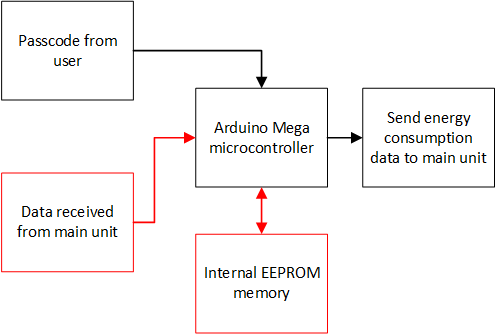 Passcode from
user
Arduino Mega
microcontroller
Send energy
consumption
data to main unit
Data received
from main unit
Internal EEPROM
memory